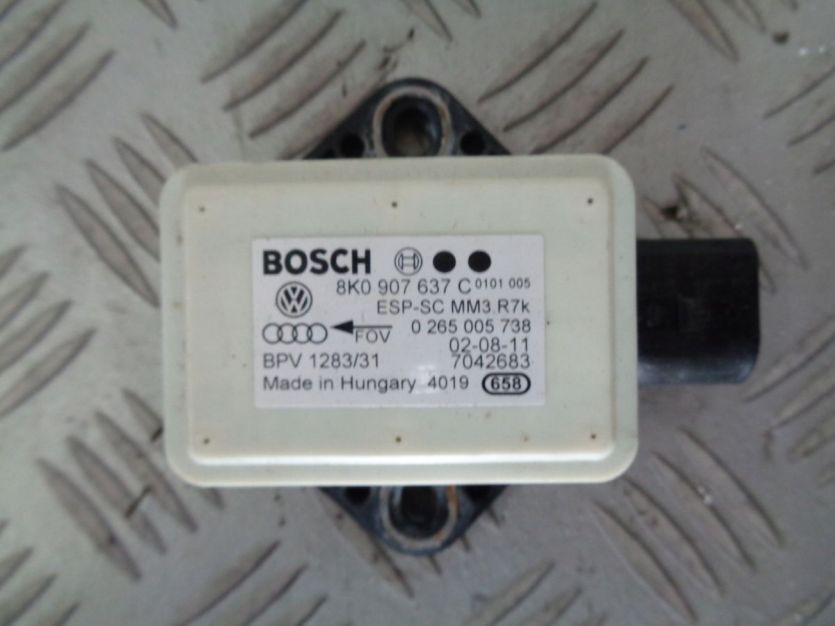 BOSCH
8K0 907 637 C 0101 005
ESP-SC MM3.R7k
0 265 005 738
FOV
02-08-11
BPV 1283/31 7042683
Made in Hungary 4019 658